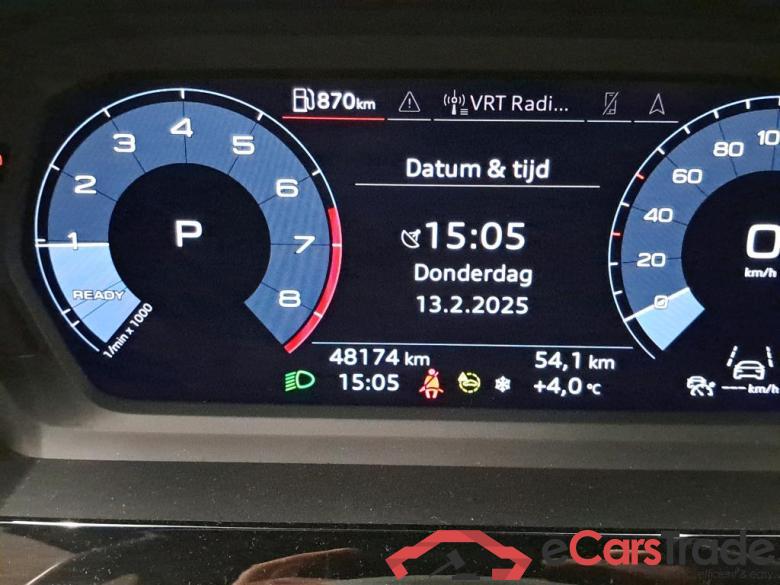 870km
VRT Radi...
Datum & tijd
15:05
Donderdag
13.2.2025
1 2 3 4 5 6 7 8
P
READY
1/min x 1000
0 20 40 60 80 10
0
km/h
48174 km
54,1 km
15:05
+4,0 °C
---km/h
eCarsTrade